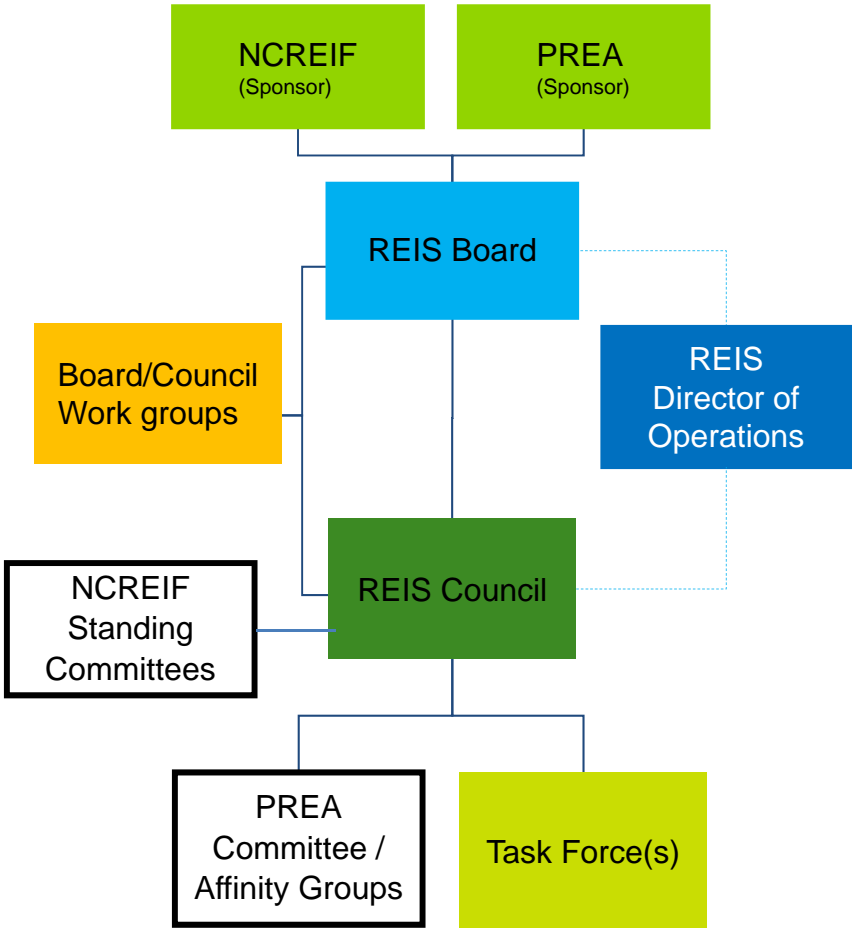 NCREIF
(Sponsor)
PREA
(Sponsor)
REIS Board
Board/Council
Work groups
REIS
Director of
Operations
REIS Council
NCREIF
Standing
Committees
PREA
Committee /
Affinity Groups
Task Force(s)